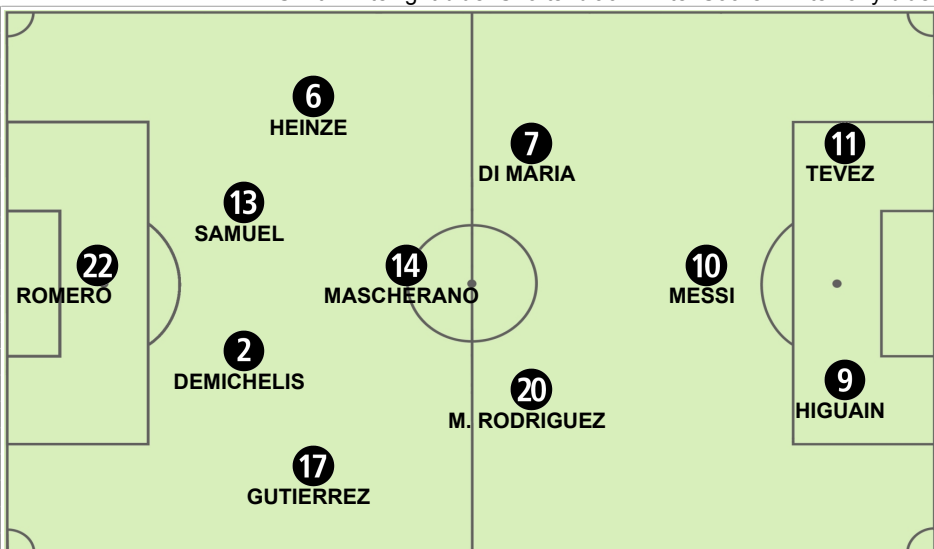 6
HEINZE
7
DI MARIA
11
TEVEZ
13
SAMUEL
22
ROMERO
14
MASCHERANO
10
MESSI
2
DEMICHELIS
20
M. RODRIGUEZ
9
HIGUAIN
17
GUTIERREZ